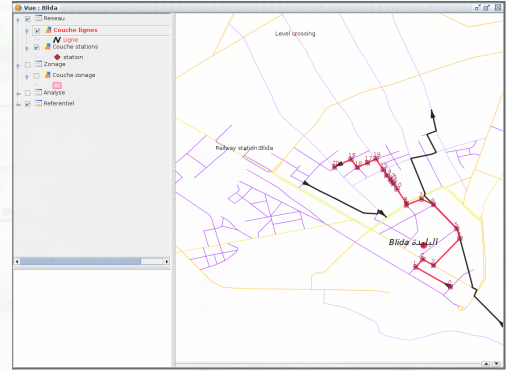 Vue : Blida
Reseau
Couche lignes
Ligne
Couche stations
station
Zonage
Couche zonage
Analyse
Referentiel
Level crossing
Railway station:Blida
Blida البليدة